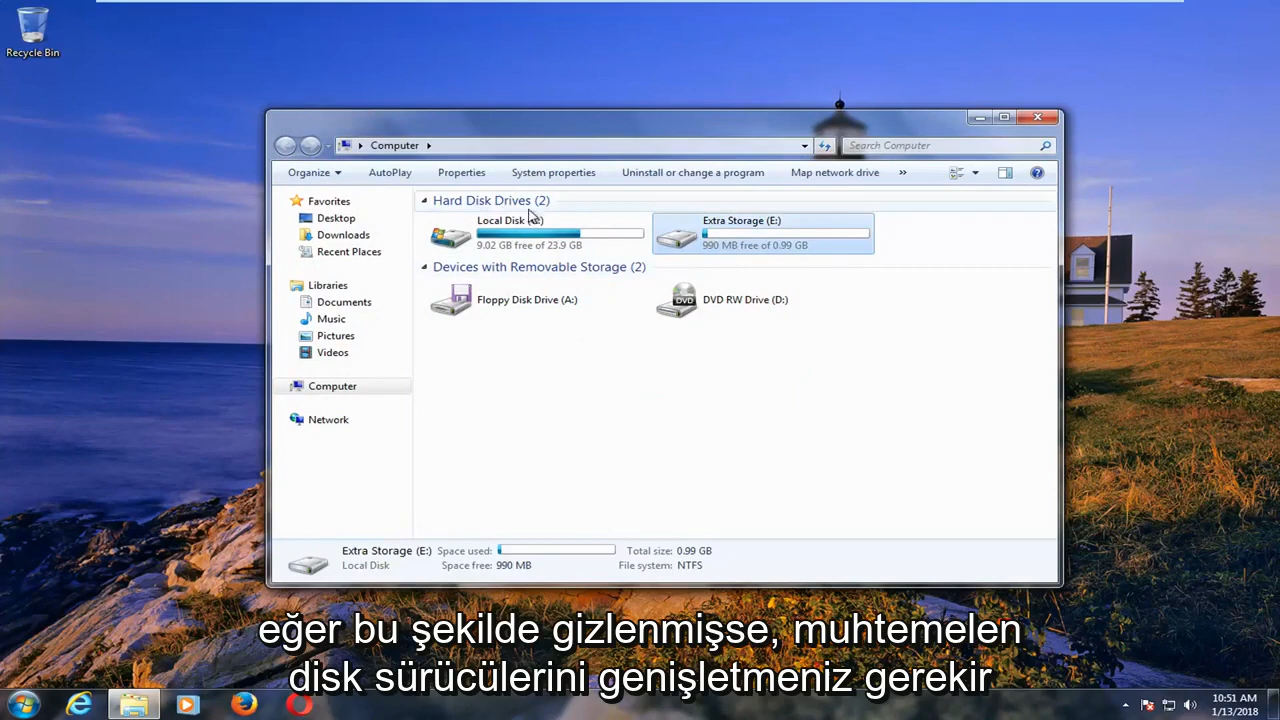 Recycle Bin
Computer
Search Computer
Organize
AutoPlay
Properties
System properties
Uninstall or change a program
Map network drive
»
Favorites
Desktop
Downloads
Recent Places
Libraries
Documents
Music
Pictures
Videos
Computer
Network
Hard Disk Drives (2)
Local Disk
9.02 GB free of 23.9 GB
Extra Storage (E:)
990 MB free of 0.99 GB
Devices with Removable Storage (2)
Floppy Disk Drive (A:)
DVD
DVD RW Drive (D:)
Extra Storage (E:) Space used: Total size: 0.99 GB
Local Disk Space free: 990 MB File system: NTFS
eğer bu şekilde gizlenmişse, muhtemelen
disk sürücülerini genişletmeniz gerekir
10:51 AM
1/13/2018